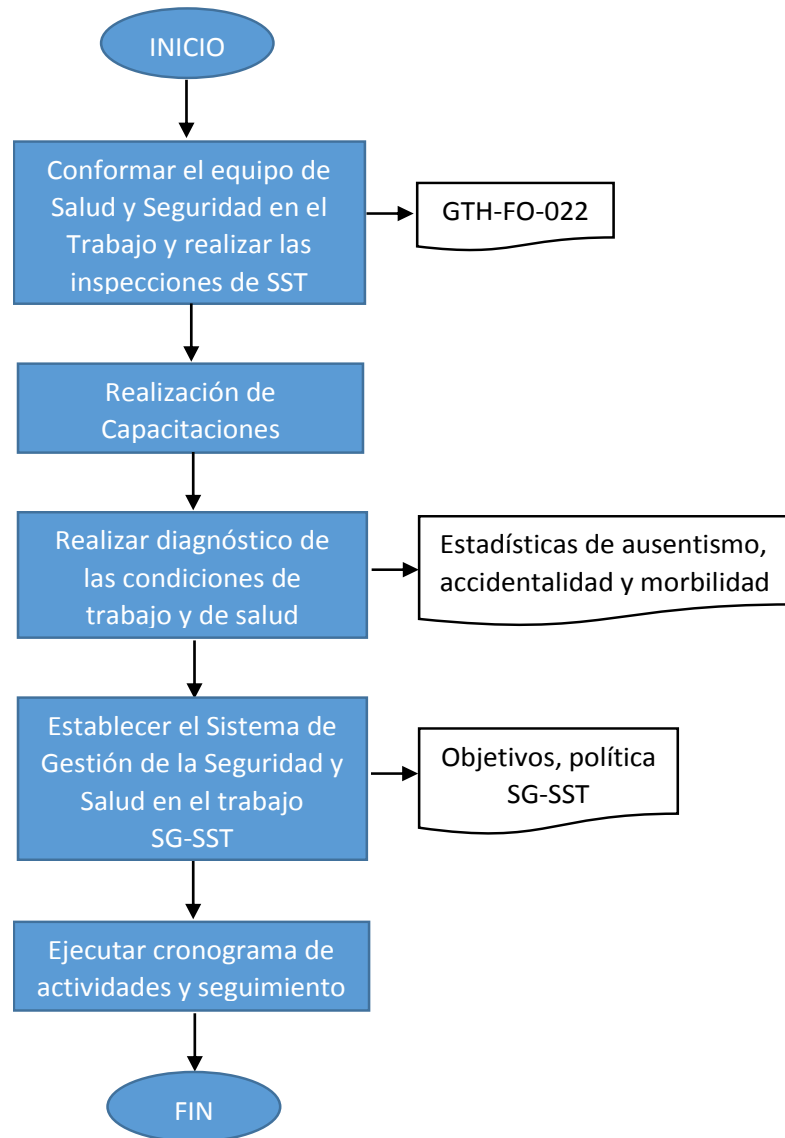 INICIO
Conformar el equipo de
Salud y Seguridad en el
Trabajo y realizar las
inspecciones de SST
GTH-FO-022
Realización de
Capacitaciones
Realizar diagnóstico de
las condiciones de
trabajo y de salud
Estadísticas de ausentismo,
accidentalidad y morbilidad
Establecer el Sistema de
Gestión de la Seguridad y
Salud en el trabajo
SG-SST
Objetivos, política
SG-SST
Ejecutar cronograma de
actividades y seguimiento
FIN